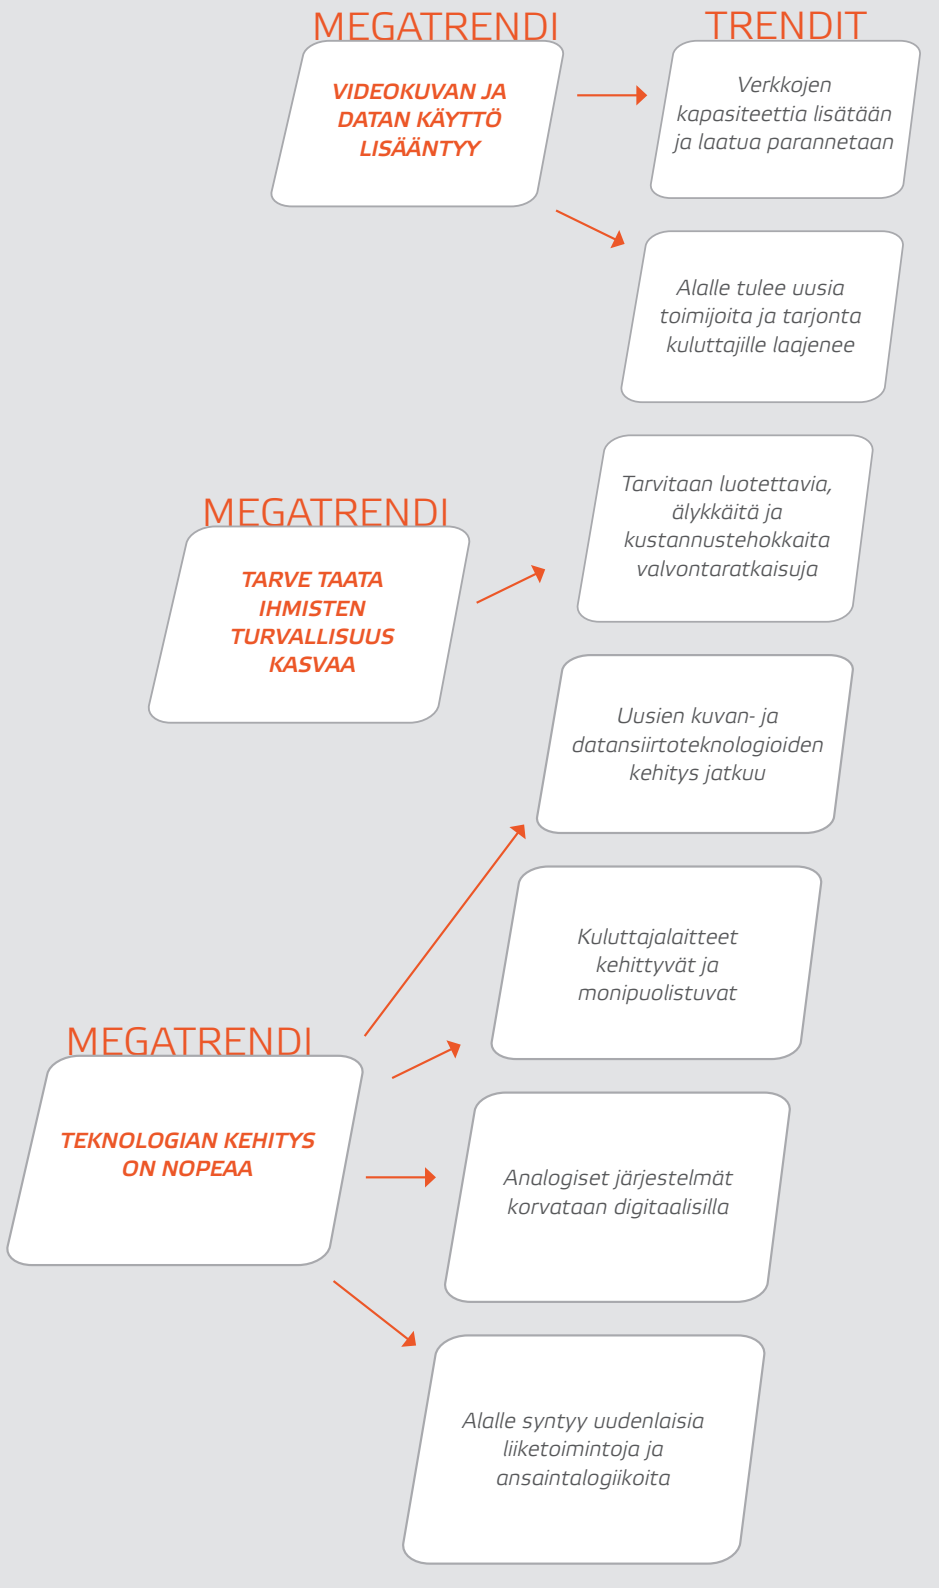 MEGATRENDI
TRENDIT
VIDEOKUVAN JA
DATAN KÄYTTÖ
LISÄÄNTYY
Verkkojen
kapasiteettia lisätään
ja laatua parannetaan
Alalle tulee uusia
toimijoita ja tarjonta
kuluttajille laajenee
MEGATRENDI
TARVE TAATA
IHMISTEN
TURVALLISUUS
KASVAA
Tarvitaan luotettavia,
älykkäitä ja
kustannustehokkaita
valvontaratkaisuja
MEGATRENDI
TEKNOLOGIAN KEHITYS
ON NOPEAA
Uusien kuvan- ja
datansiirtoteknologioiden
kehitys jatkuu
Kuluttajalaitteet
kehittyvät ja
monipuolistuvat
Analogiset järjestelmät
korvataan digitaalisilla
Alalle syntyy uudenlaisia
liiketoimintoja ja
ansaintalogiikoita